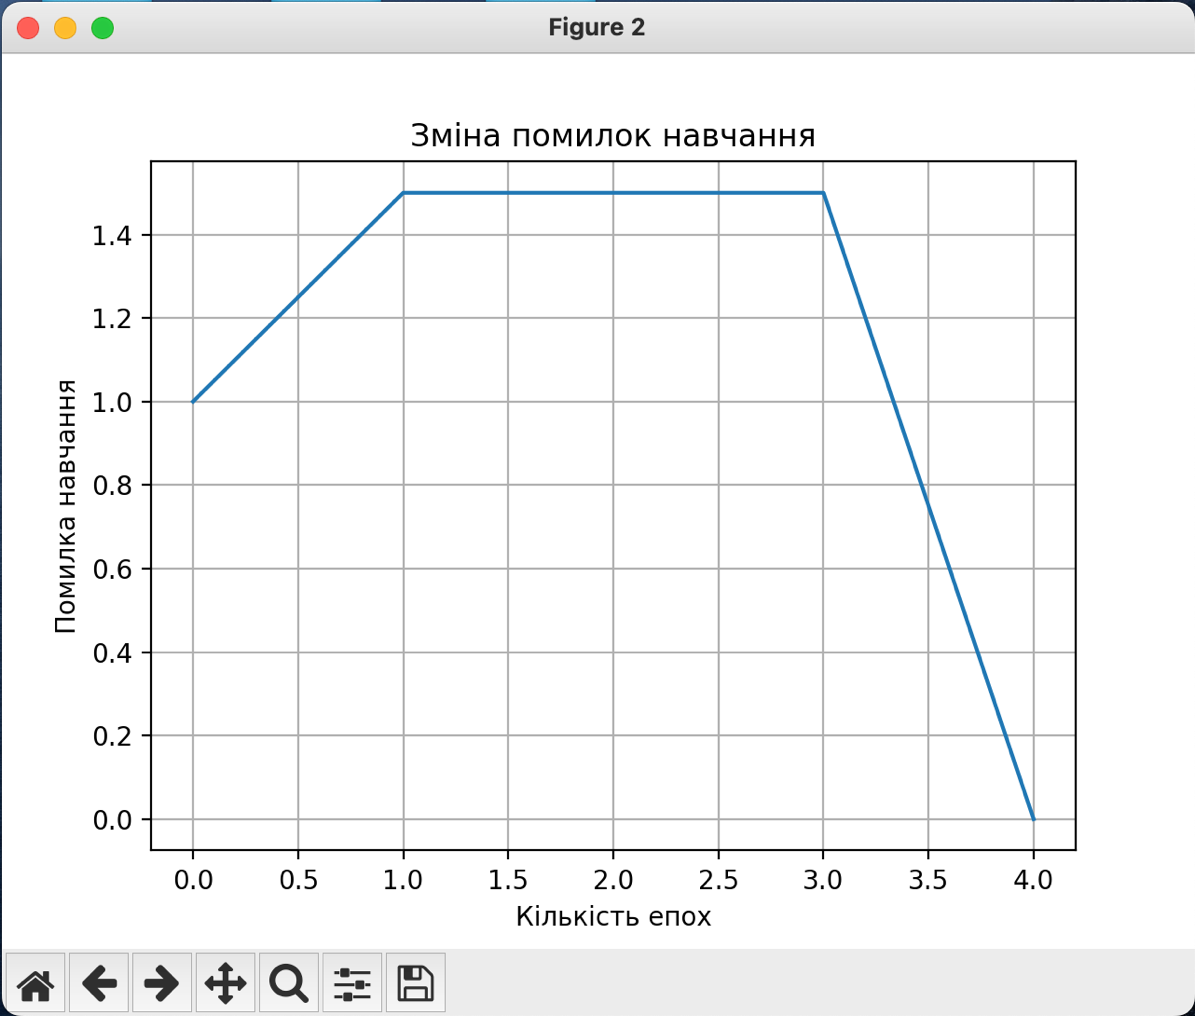 Figure 2
Зміна помилок навчання
1.4
1.2
1.0
0.8
0.6
0.4
0.2
0.0
Помилка навчання
0.0 0.5 1.0 1.5 2.0 2.5 3.0 3.5 4.0
Кількість епох